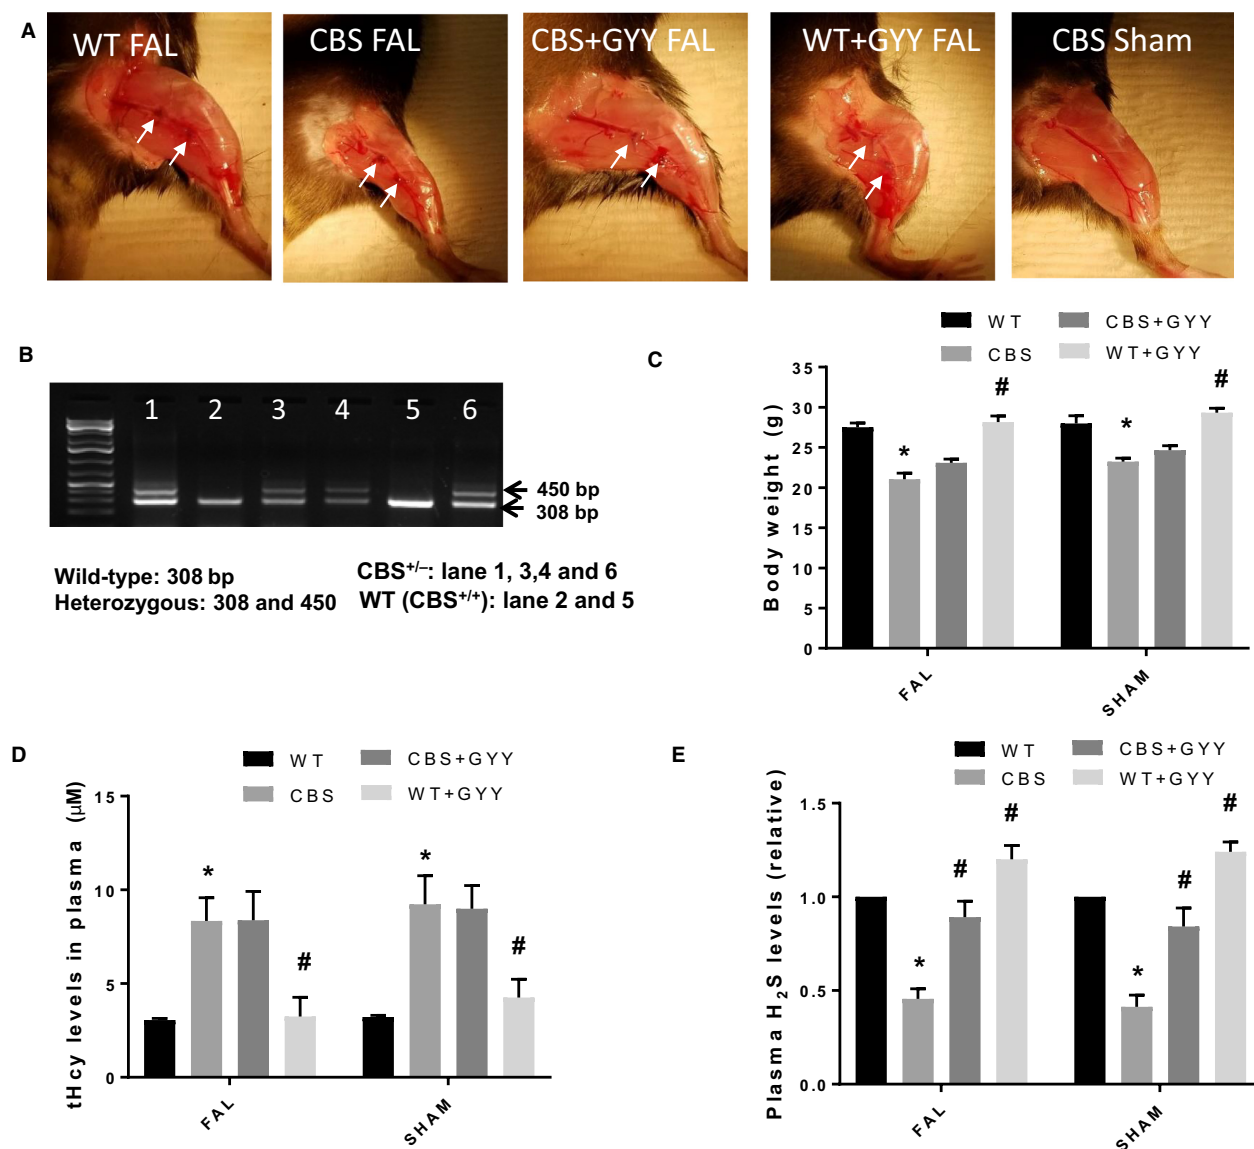 A
WT FAL
CBS FAL
CBS+GYY FAL
WT+GYY FAL
CBS Sham
B
1 2 3 4 5 6
450 bp
308 bp
Wild-type: 308 bp
Heterozygous: 308 and 450
CBS+/–: lane 1, 3,4 and 6
WT (CBS+/+): lane 2 and 5
C
WT
CBS
CBS+GYY
WT+GYY
Body weight (g)
35
30
25
20
15
10
5
0
*
#
*
#
FAL
SHAM
D
WT
CBS
CBS+GYY
WT+GYY
tHcy levels in plasma (μM)
15
10
5
0
*
#
*
#
FAL
SHAM
E
WT
CBS
CBS+GYY
WT+GYY
Plasma H2S levels (relative)
1.5
1.0
0.5
0.0
*
#
#
*
#
#
FAL
SHAM